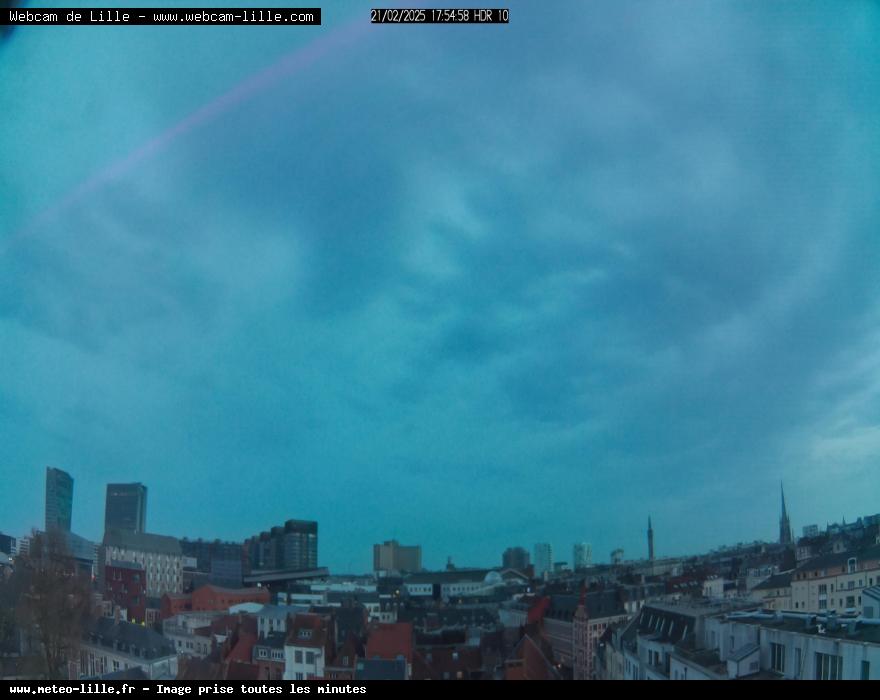 Webcam de Lille - www.webcam-lille.com
21/02/2025 17:54:58 HDR 10
www.meteo-lille.fr - Image prise toutes les minutes